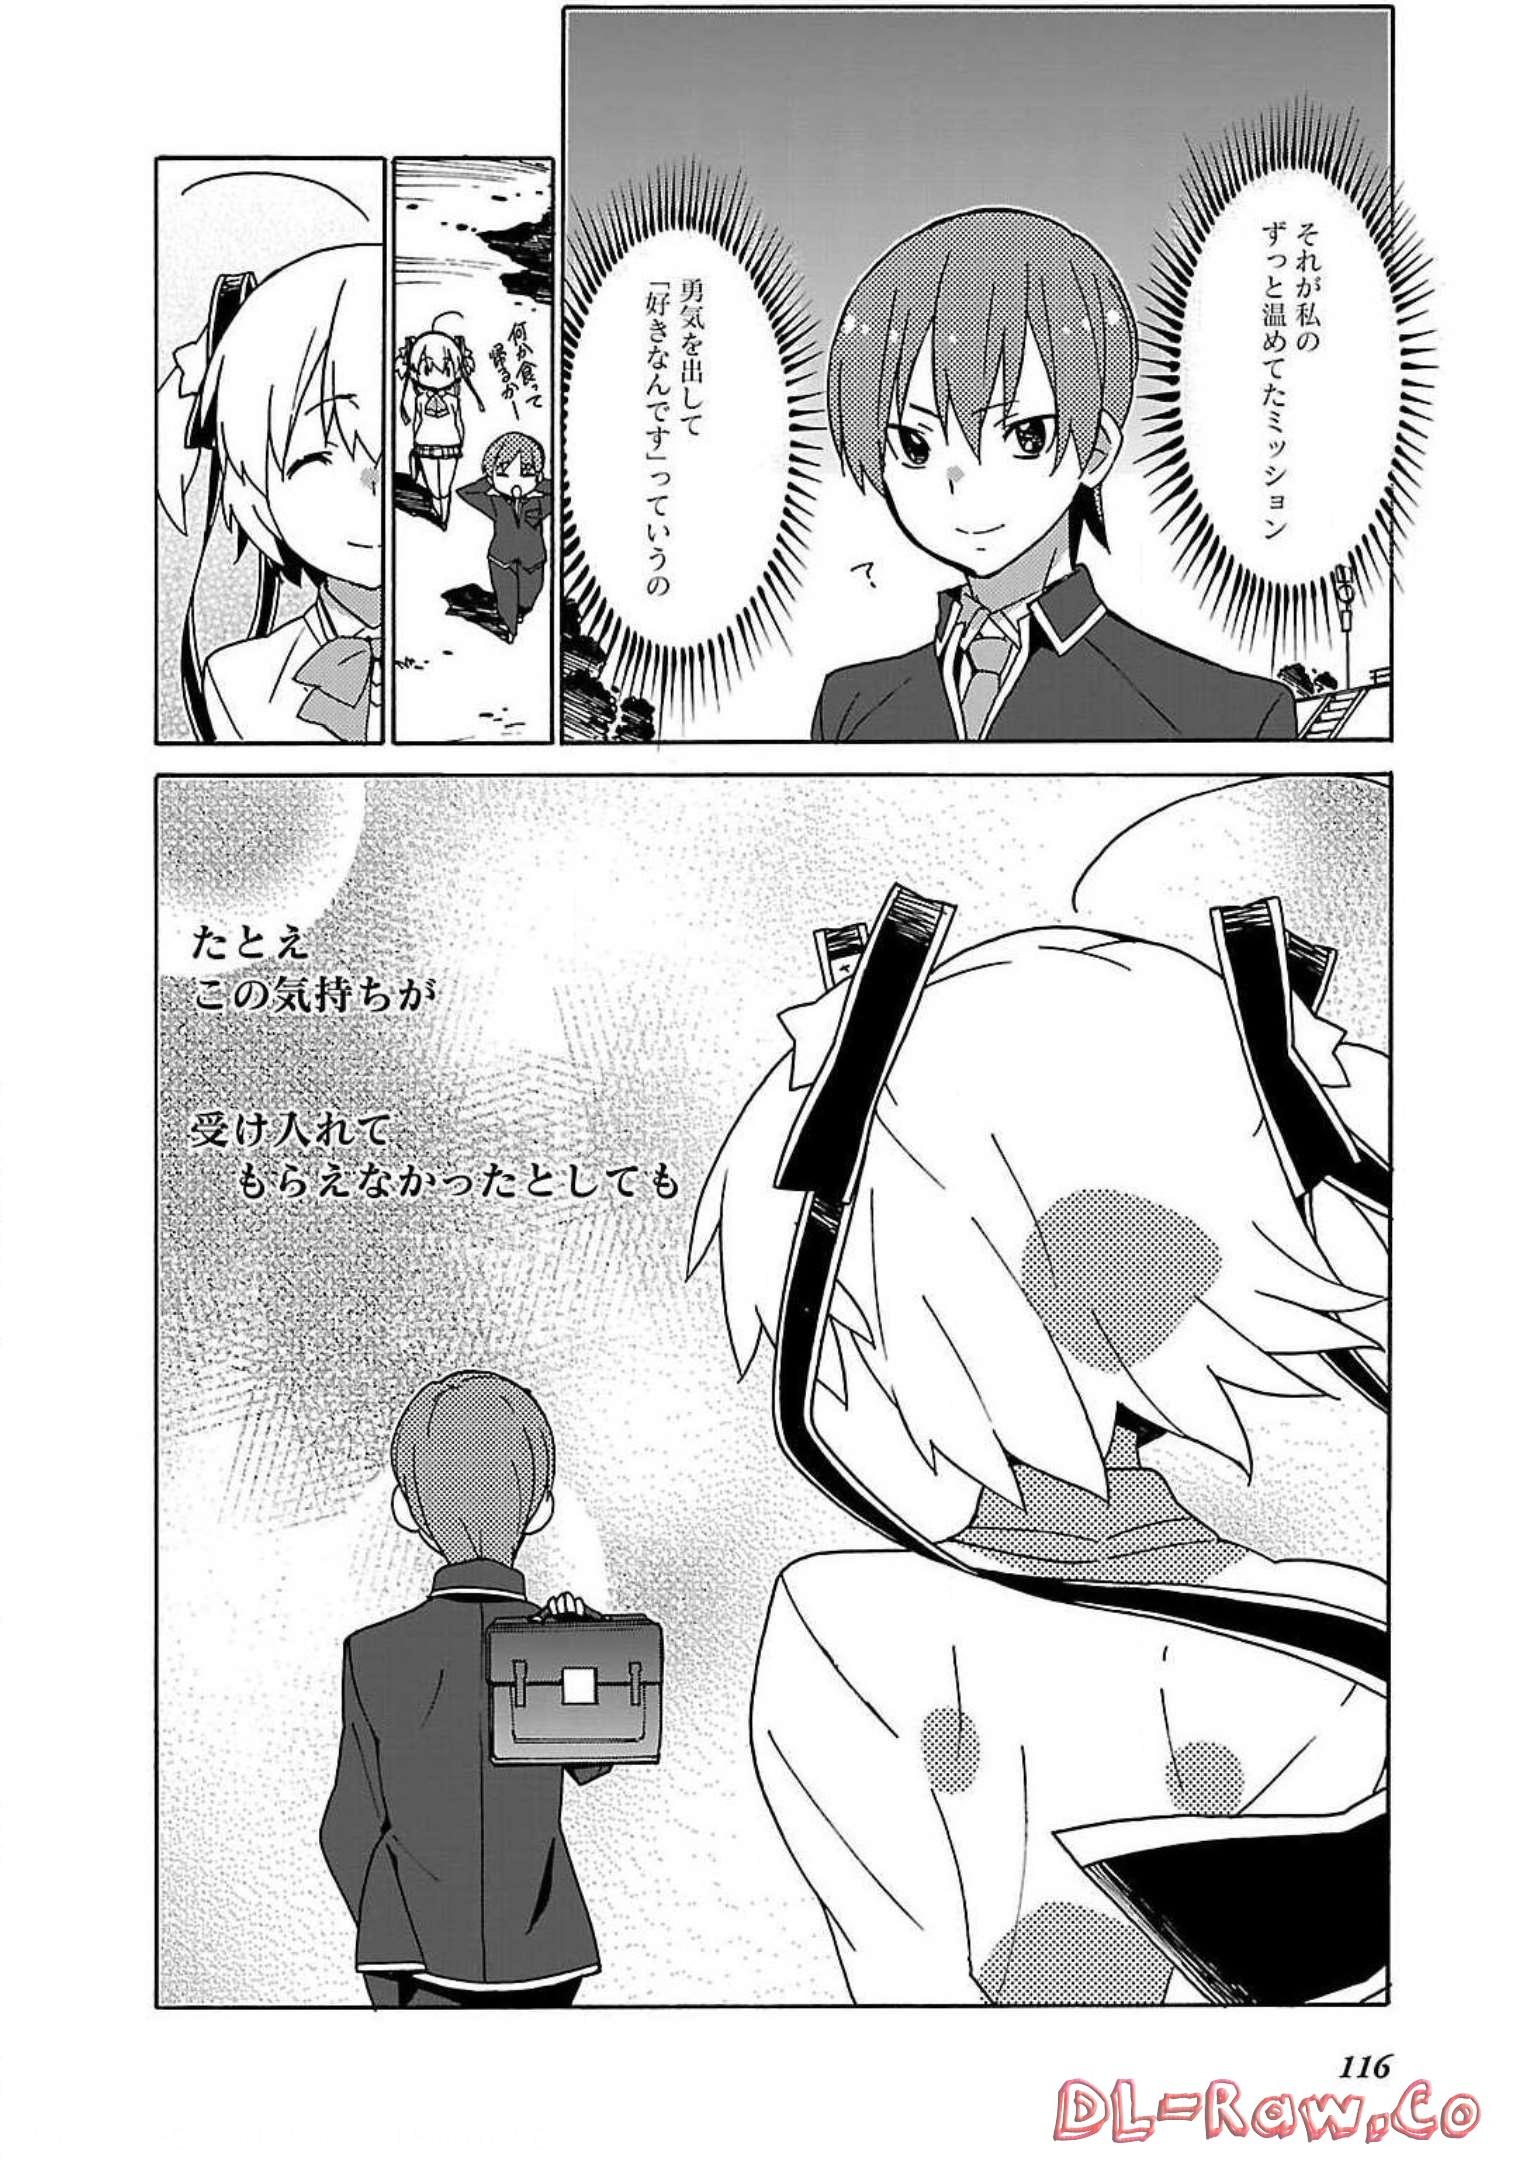 それが私の
ずっと温めてたミッション
勇気を出して
「好きなんです」っていうの
?
何か食って
帰るかー
たとえ
この気持ちが
受け入れて
もらえなかったとしても
116
DL-Raw.Co